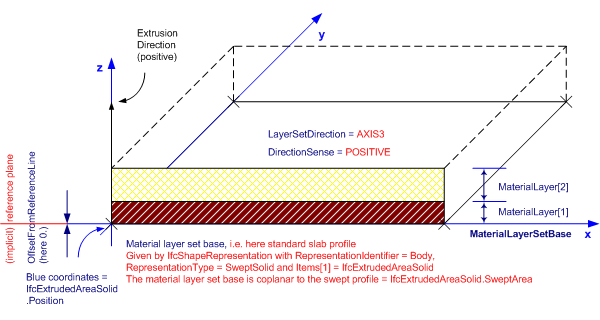 Extrusion
Direction
(positive)
z
y
LayerSetDirection = AXIS3
DirectionSense = POSITIVE
MaterialLayer[2]
MaterialLayer[1]
MaterialLayerSetBase
x
(implicit) reference plane
OffsetFromReferenceLine
(here 0.)
Blue coordinates =
IfcExtrudedAreaSolid
.Position
Material layer set base, i.e. here standard slab profile
Given by IfcShapeRepresentation with RepresentationIdentifier = Body,
RepresentationType = SweptSolid and Items[1] = IfcExtrudedAreaSolid
The material layer set base is coplanar to the swept profile = IfcExtrudedAreaSolid.SweptArea